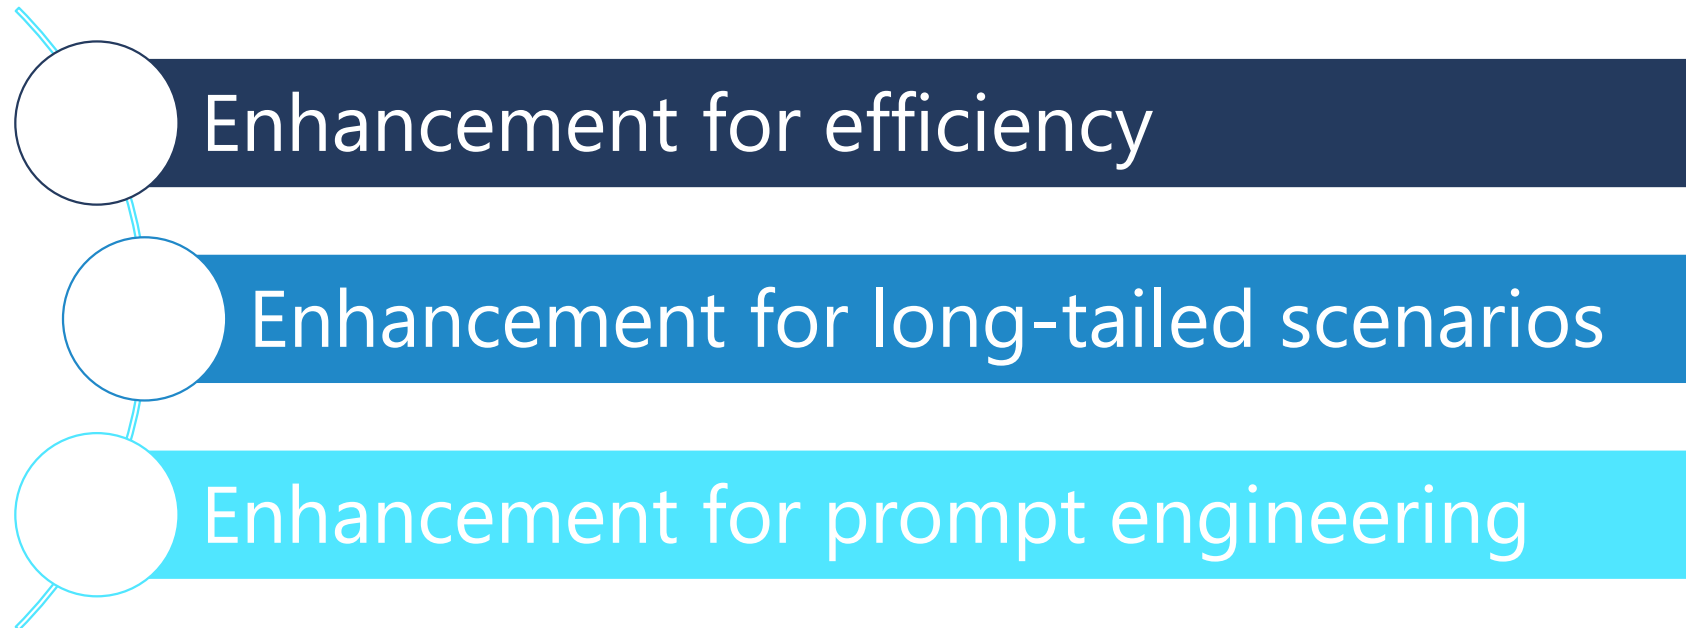 Enhancement for efficiency
Enhancement for long-tailed scenarios
Enhancement for prompt engineering